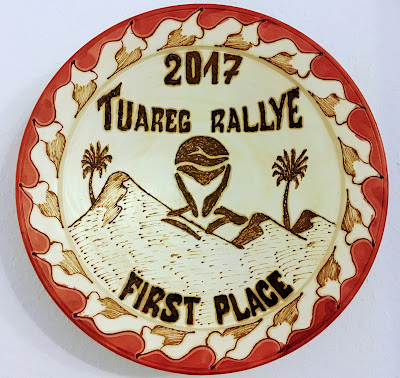 2017
TUAREG RALLYE
FIRST PLACE